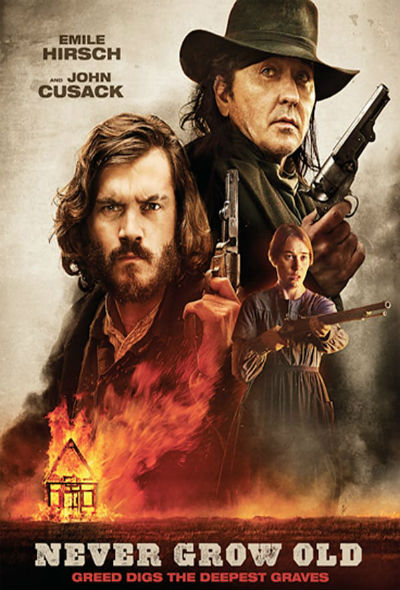 EMILE
HIRSCH
AND JOHN
CUSACK
NEVER GROW OLD
GREED DIGS THE DEEPEST GRAVES